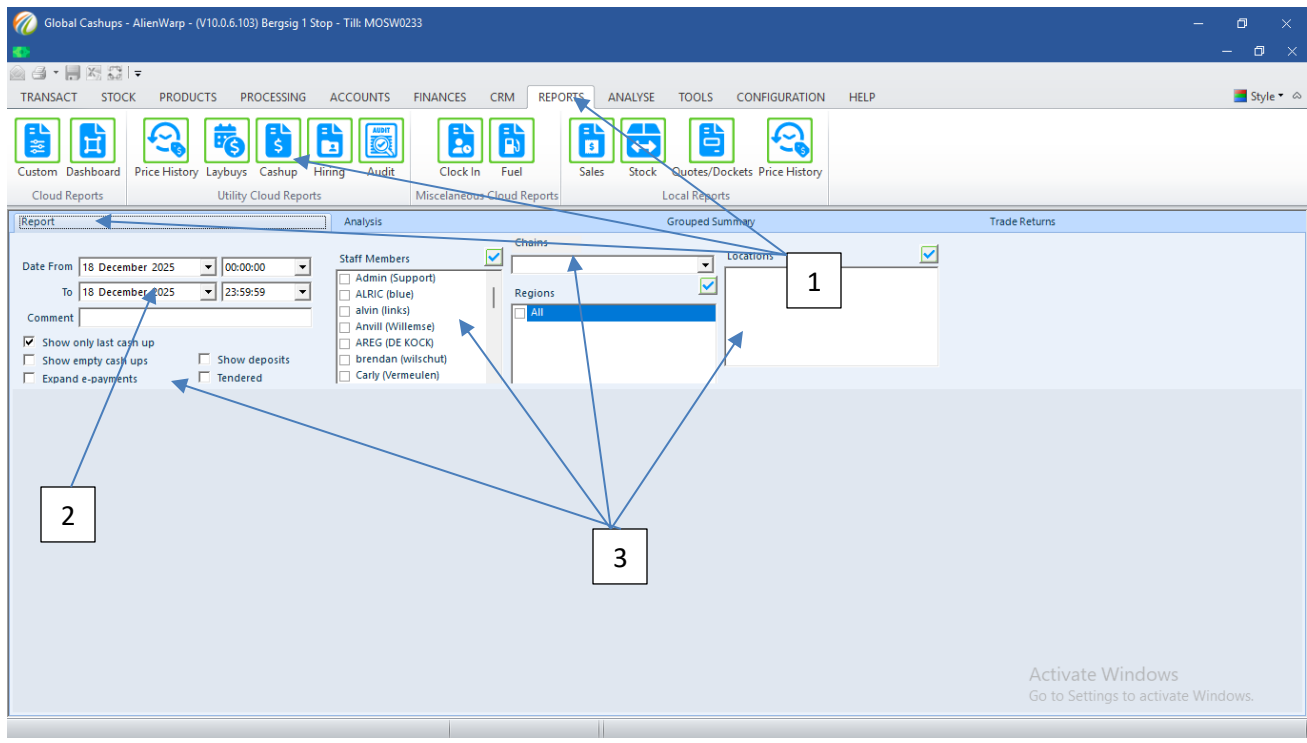 Global Cashups - AlienWarp - (V10.0.6.103) Bergsig 1 Stop - Till: MOSW0233
TRANSACT STOCK PRODUCTS PROCESSING ACCOUNTS FINANCES CRM REPORTS ANALYSE TOOLS CONFIGURATION HELP Style
AUDIT
Custom Dashboard Price History Laybuys Cashup Hiring Audit Clock In Fuel Sales Stock Quotes/Dockets Price History
Cloud Reports Utility Cloud Reports Miscelaneous Cloud Reports Local Reports
Report Analysis Grouped Summary Trade Returns
Chains
Staff Members Locations
Date From 18 December 2025 00:00:00
Admin (Support)
To 18 December 2025 23:59:59
ALRIC (blue)
Regions
1
alvin (links)
All
Comment
Anvill (Willemse)
Show only last cash up
AREG (DE KOCK)
Show empty cash ups Show deposits
brendan (wilschut)
Expand e-payments Tendered
Carly (Vermeulen)
2
3
Activate Windows
Go to Settings to activate Windows.